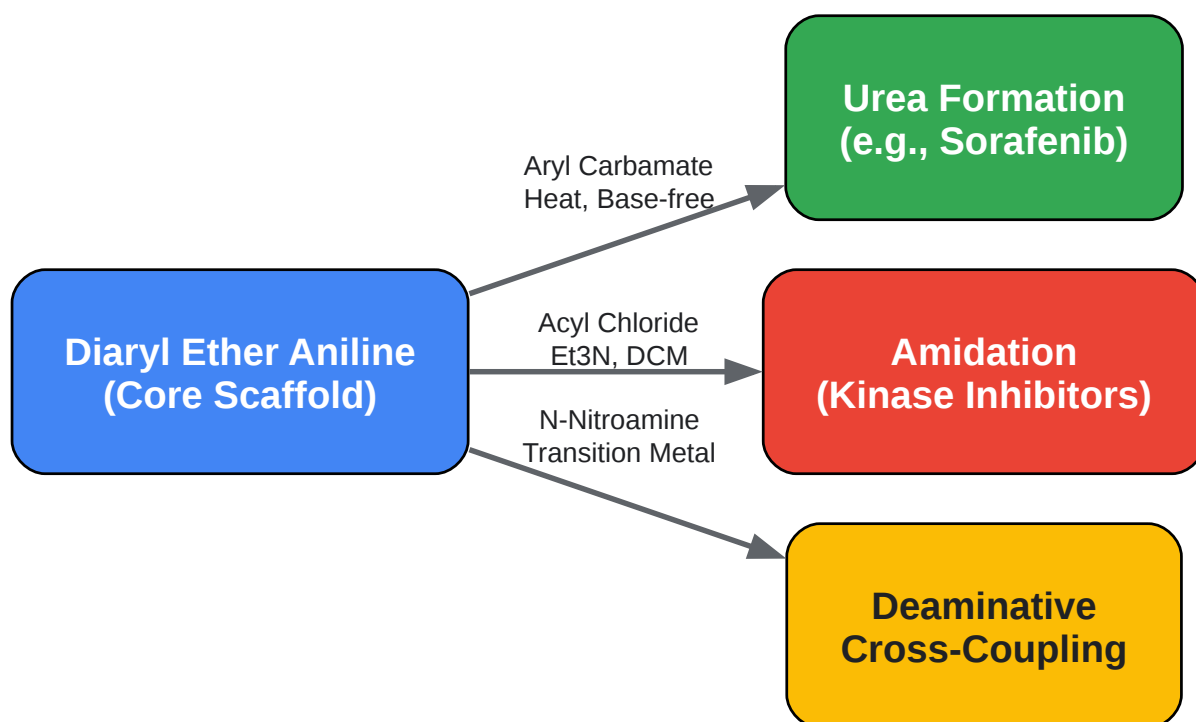 Urea Formation
(e.g., Sorafenib)
Aryl Carbamate
Heat, Base-free
Diaryl Ether Aniline
(Core Scaffold)
Acyl Chloride
Et3N, DCM
Amidation
(Kinase Inhibitors)
N-Nitroamine
Transition Metal
Deaminative
Cross-Coupling